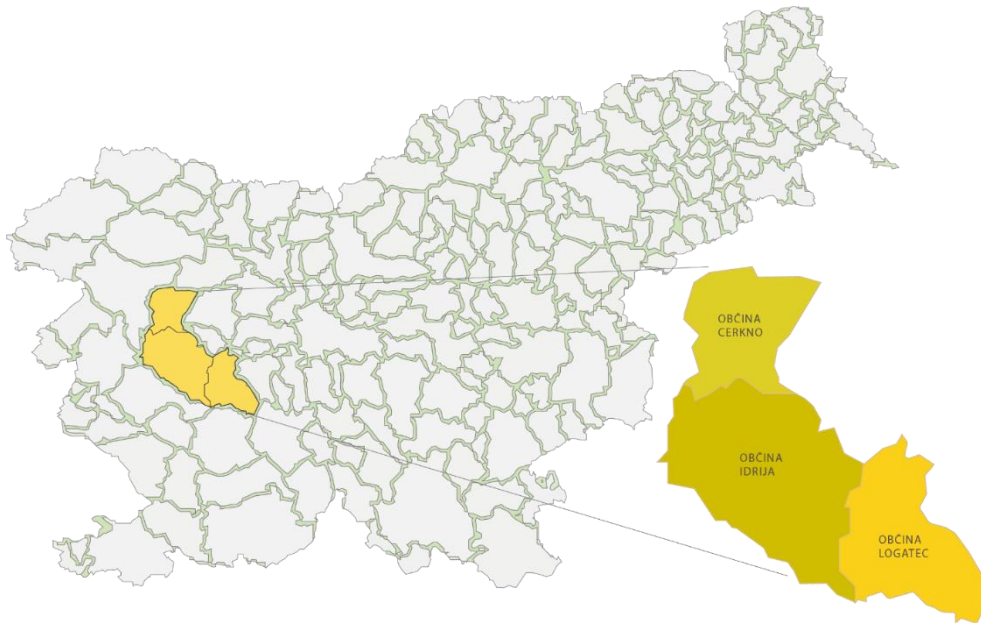 OBČINA
CERKNO
OBČINA
IDRIJA
OBČINA
LOGATEC